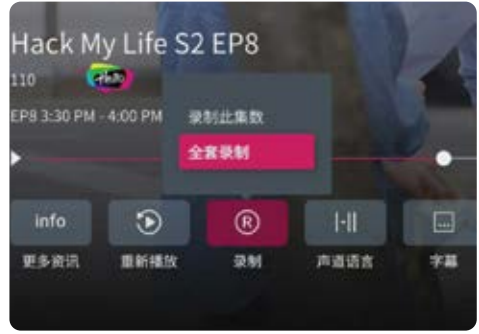 Hack My Life S2 EP8
110 Hello
EP8 3:30 PM - 4:00 PM
录制此集数
全套录制
info
R
更多资讯
重新播放
录制
声道语言
字幕